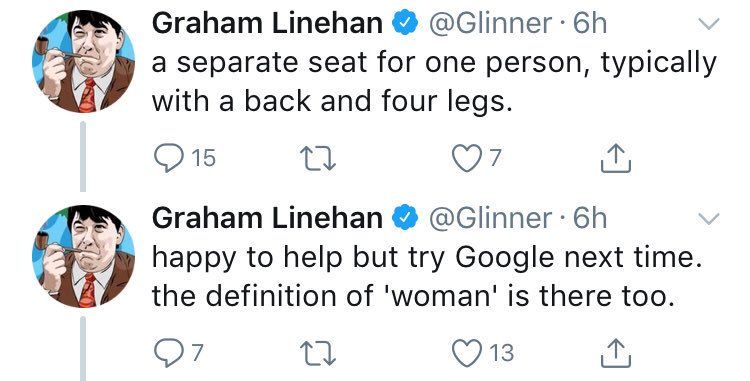 Graham Linehan @Glinner · 6h
a separate seat for one person, typically
with a back and four legs.
15 7
Graham Linehan @Glinner · 6h
happy to help but try Google next time.
the definition of 'woman' is there too.
7 13